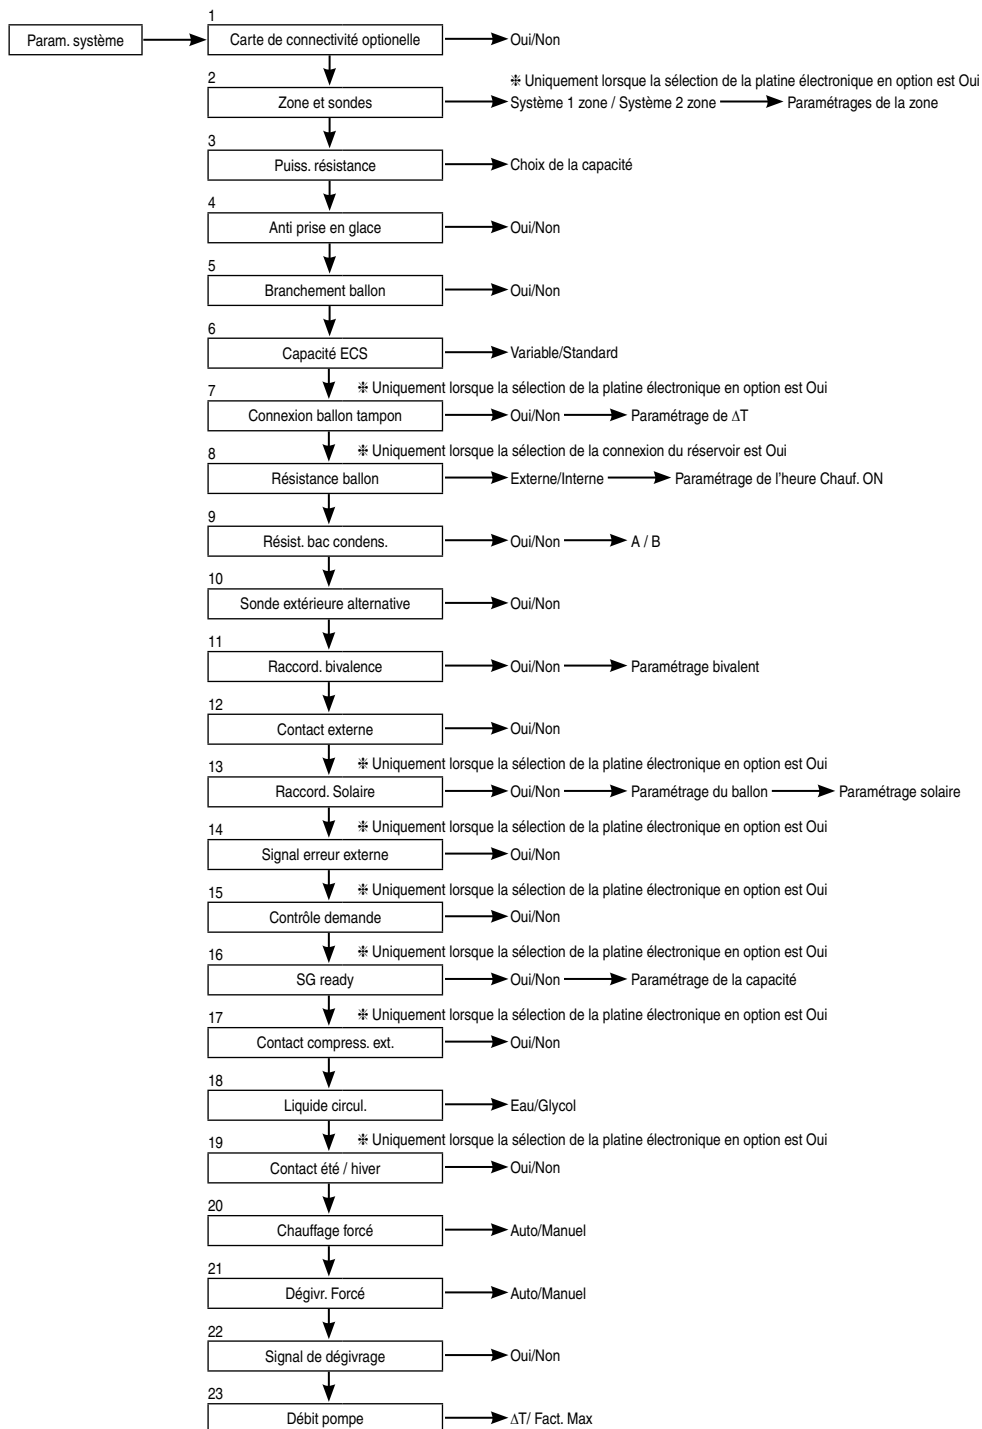 1
Param. système
Carte de connectivité optionelle
Oui/Non
2
❉ Uniquement lorsque la sélection de la platine électronique en option est Oui
Zone et sondes
Système 1 zone / Système 2 zone
Paramétrages de la zone
3
Puiss. résistance
Choix de la capacité
4
Anti prise en glace
Oui/Non
5
Branchement ballon
Oui/Non
6
Capacité ECS
Variable/Standard
7
❉ Uniquement lorsque la sélection de la platine électronique en option est Oui
Connexion ballon tampon
Oui/Non
Paramétrage de ∆T
8
❉ Uniquement lorsque la sélection de la connexion du réservoir est Oui
Résistance ballon
Externe/Interne
Paramétrage de l'heure Chauf. ON
9
Résist. bac condens.
Oui/Non
A / B
10
Sonde extérieure alternative
Oui/Non
11
Raccord. bivalence
Oui/Non
Paramétrage bivalent
12
Contact externe
Oui/Non
13
❉ Uniquement lorsque la sélection de la platine électronique en option est Oui
Raccord. Solaire
Oui/Non
Paramétrage du ballon
Paramétrage solaire
14
❉ Uniquement lorsque la sélection de la platine électronique en option est Oui
Signal erreur externe
Oui/Non
15
❉ Uniquement lorsque la sélection de la platine électronique en option est Oui
Contrôle demande
Oui/Non
16
❉ Uniquement lorsque la sélection de la platine électronique en option est Oui
SG ready
Oui/Non
Paramétrage de la capacité
17
❉ Uniquement lorsque la sélection de la platine électronique en option est Oui
Contact compress. ext.
Oui/Non
18
Liquide circul.
Eau/Glycol
19
❉ Uniquement lorsque la sélection de la platine électronique en option est Oui
Contact été / hiver
Oui/Non
20
Chauffage forcé
Auto/Manuel
21
Dégivr. Forcé
Auto/Manuel
22
Signal de dégivrage
Oui/Non
23
Débit pompe
∆T/ Fact. Max